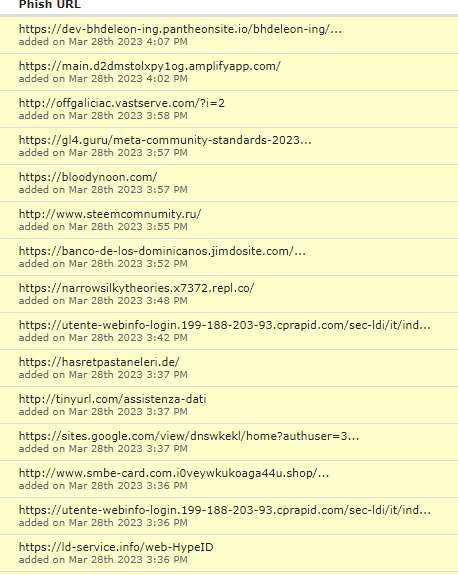 Phish URL
https://dev-bhdeleon-ing.pantheonsite.io/bhdeleon-ing/...
added on Mar 28th 2023 4:07 PM
https://main.d2dmstolxpy1og.amplifyapp.com/
added on Mar 28th 2023 4:02 PM
http://offgaliciac.vastserve.com/?i=2
added on Mar 28th 2023 3:58 PM
https://gl4.guru/meta-community-standards-2023...
added on Mar 28th 2023 3:57 PM
https://bloodynoon.com/
added on Mar 28th 2023 3:57 PM
http://www.steemcomnumity.ru/
added on Mar 28th 2023 3:55 PM
https://banco-de-los-dominicanos.jimdosite.com/...
added on Mar 28th 2023 3:52 PM
https://narrowsilkytheories.x7372.repl.co/
added on Mar 28th 2023 3:48 PM
https://utente-webinfo-login.199-188-203-93.cprapid.com/sec-ldi/it/ind...
added on Mar 28th 2023 3:42 PM
https://hasretpastaneleri.de/
added on Mar 28th 2023 3:37 PM
http://tinyurl.com/assistenza-dati
added on Mar 28th 2023 3:37 PM
https://sites.google.com/view/dnswkekl/home?authuser=3...
added on Mar 28th 2023 3:37 PM
http://www.smbe-card.com.i0veywkukoaga44u.shop/...
added on Mar 28th 2023 3:36 PM
https://utente-webinfo-login.199-188-203-93.cprapid.com/sec-ldi/it/ind...
added on Mar 28th 2023 3:36 PM
https://ld-service.info/web-HypeID
added on Mar 28th 2023 3:36 PM